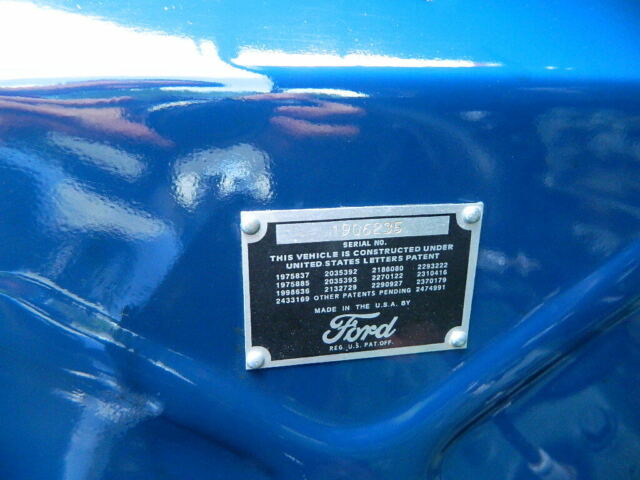 1906235
SERIAL NO.
THIS VEHICLE IS CONSTRUCTED UNDER
UNITED STATES LETTERS PATENT
1975837 2035392 2186080 2293222
1975885 2035393 2270122 2310416
1998636 2132729 2290927 2370179
2433169 OTHER PATENTS PENDING 2474991
MADE IN THE U.S.A. BY
Ford
REG. U.S. PAT. OFF.